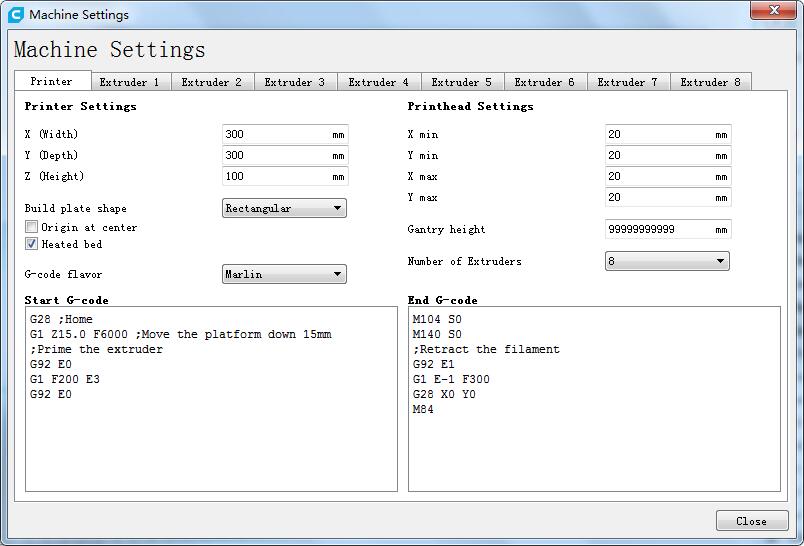 Machine Settings
Machine Settings
Printer
Extruder 1
Extruder 2
Extruder 3
Extruder 4
Extruder 5
Extruder 6
Extruder 7
Extruder 8
Printer Settings
X (Width)
300 mm
Y (Depth)
300 mm
Z (Height)
100 mm
Build plate shape
Rectangular
Origin at center
Heated bed
G-code flavor
Marlin
Printhead Settings
X min
20 mm
Y min
20 mm
X max
20 mm
Y max
20 mm
Gantry height
99999999999 mm
Number of Extruders
8
Start G-code
G28 ;Home
G1 Z15.0 F6000 ;Move the platform down 15mm
;Prime the extruder
G92 E0
G1 F200 E3
G92 E0
End G-code
M104 S0
M140 S0
;Retract the filament
G92 E1
G1 E-1 F300
G28 X0 Y0
M84
Close